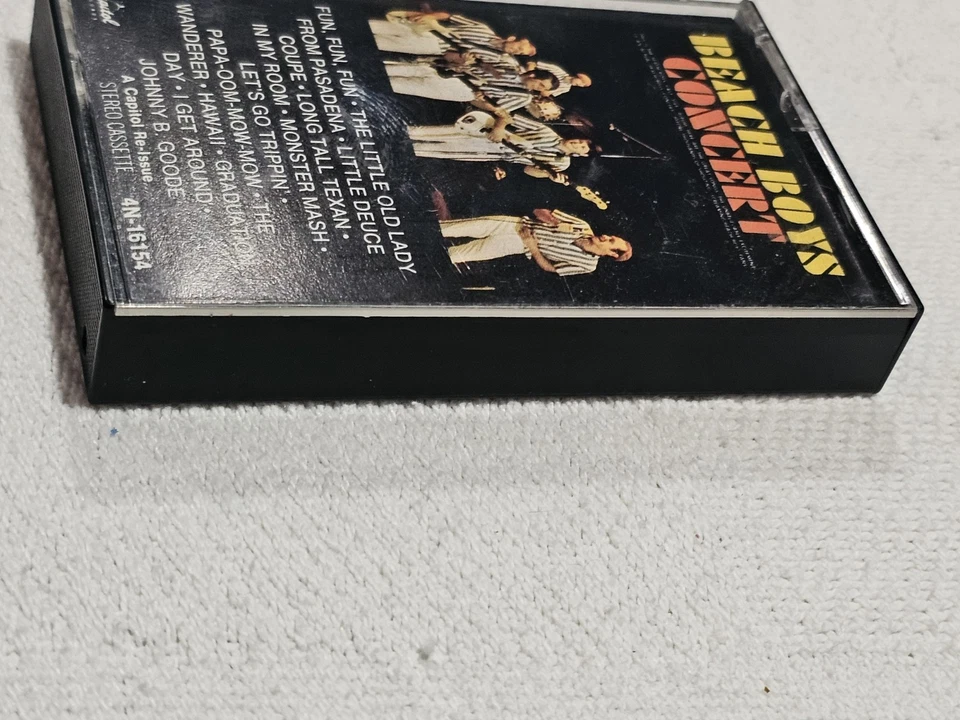 BEACH BOYS
CONCERT
FUN, FUN, FUN • THE LITTLE OLD LADY
FROM PASADENA • LITTLE DEUCE
COUPE • LONG TALL TEXAN •
IN MY ROOM • MONSTER MASH •
LET'S GO TRIPPIN' •
PAPA-OOM-MOW-MOW • THE
WANDERER • HAWAII • GRADUATION
DAY • I GET AROUND •
JOHNNY B. GOODE
A Capitol Re-Issue
STEREO CASSETTE 4N-16154